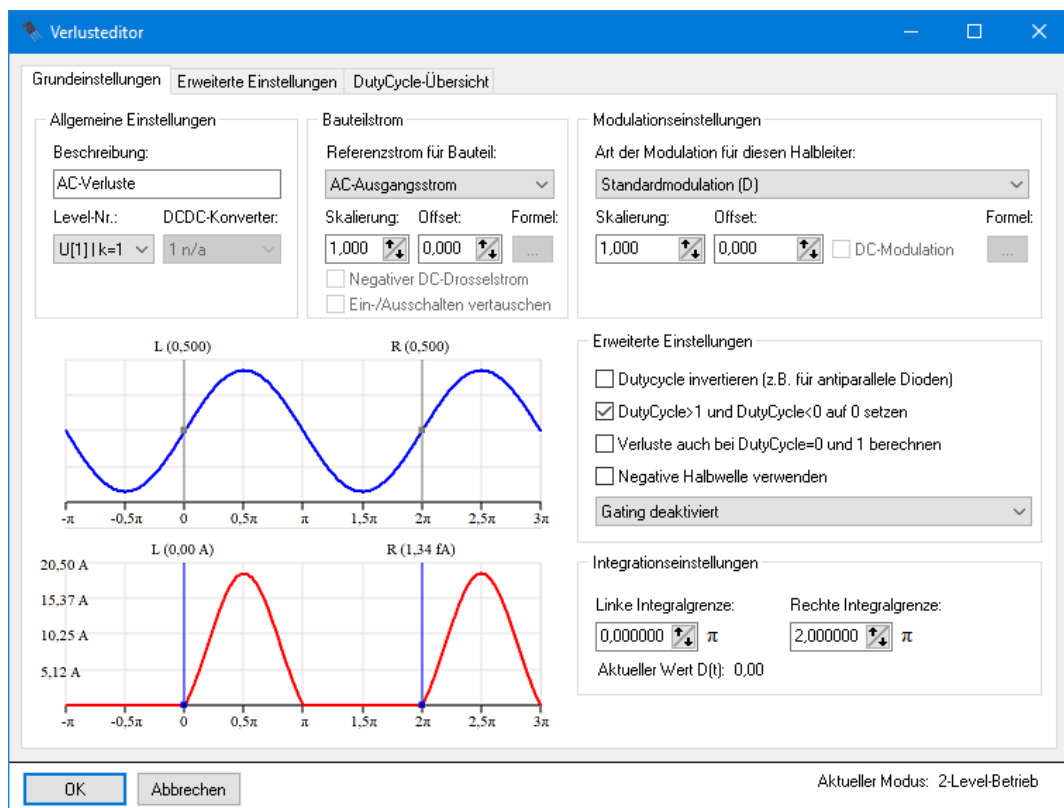 Verlusteditor
Grundeinstellungen
Erweiterte Einstellungen
DutyCycle-Übersicht
Allgemeine Einstellungen
Beschreibung:
AC-Verluste
Level-Nr.: DCDC-Konverter:
U[1] | k=1 1 n/a
Bauteilstrom
Referenzstrom für Bauteil:
AC-Ausgangsstrom
Skalierung: Offset: Formel:
1,000 0,000 ...
Negativer DC-Drosselstrom
Ein-/Ausschalten vertauschen
Modulationseinstellungen
Art der Modulation für diesen Halbleiter:
Standardmodulation (D)
Skalierung: Offset: Formel:
1,000 0,000 DC-Modulation ...
L (0,500) R (0,500)
-π -0,5π 0 0,5π π 1,5π 2π 2,5π 3π
L (0,00 A) R (1,34 fA)
20,50 A
15,37 A
10,25 A
5,12 A
-π -0,5π 0 0,5π π 1,5π 2π 2,5π 3π
Erweiterte Einstellungen
Dutycycle invertieren (z.B. für antiparallele Dioden)
DutyCycle>1 und DutyCycle<0 auf 0 setzen
Verluste auch bei DutyCycle=0 und 1 berechnen
Negative Halbwelle verwenden
Gating deaktiviert
Integrationseinstellungen
Linke Integralgrenze: Rechte Integralgrenze:
0,000000 π 2,000000 π
Aktueller Wert D(t): 0,00
OK
Abbrechen
Aktueller Modus: 2-Level-Betrieb